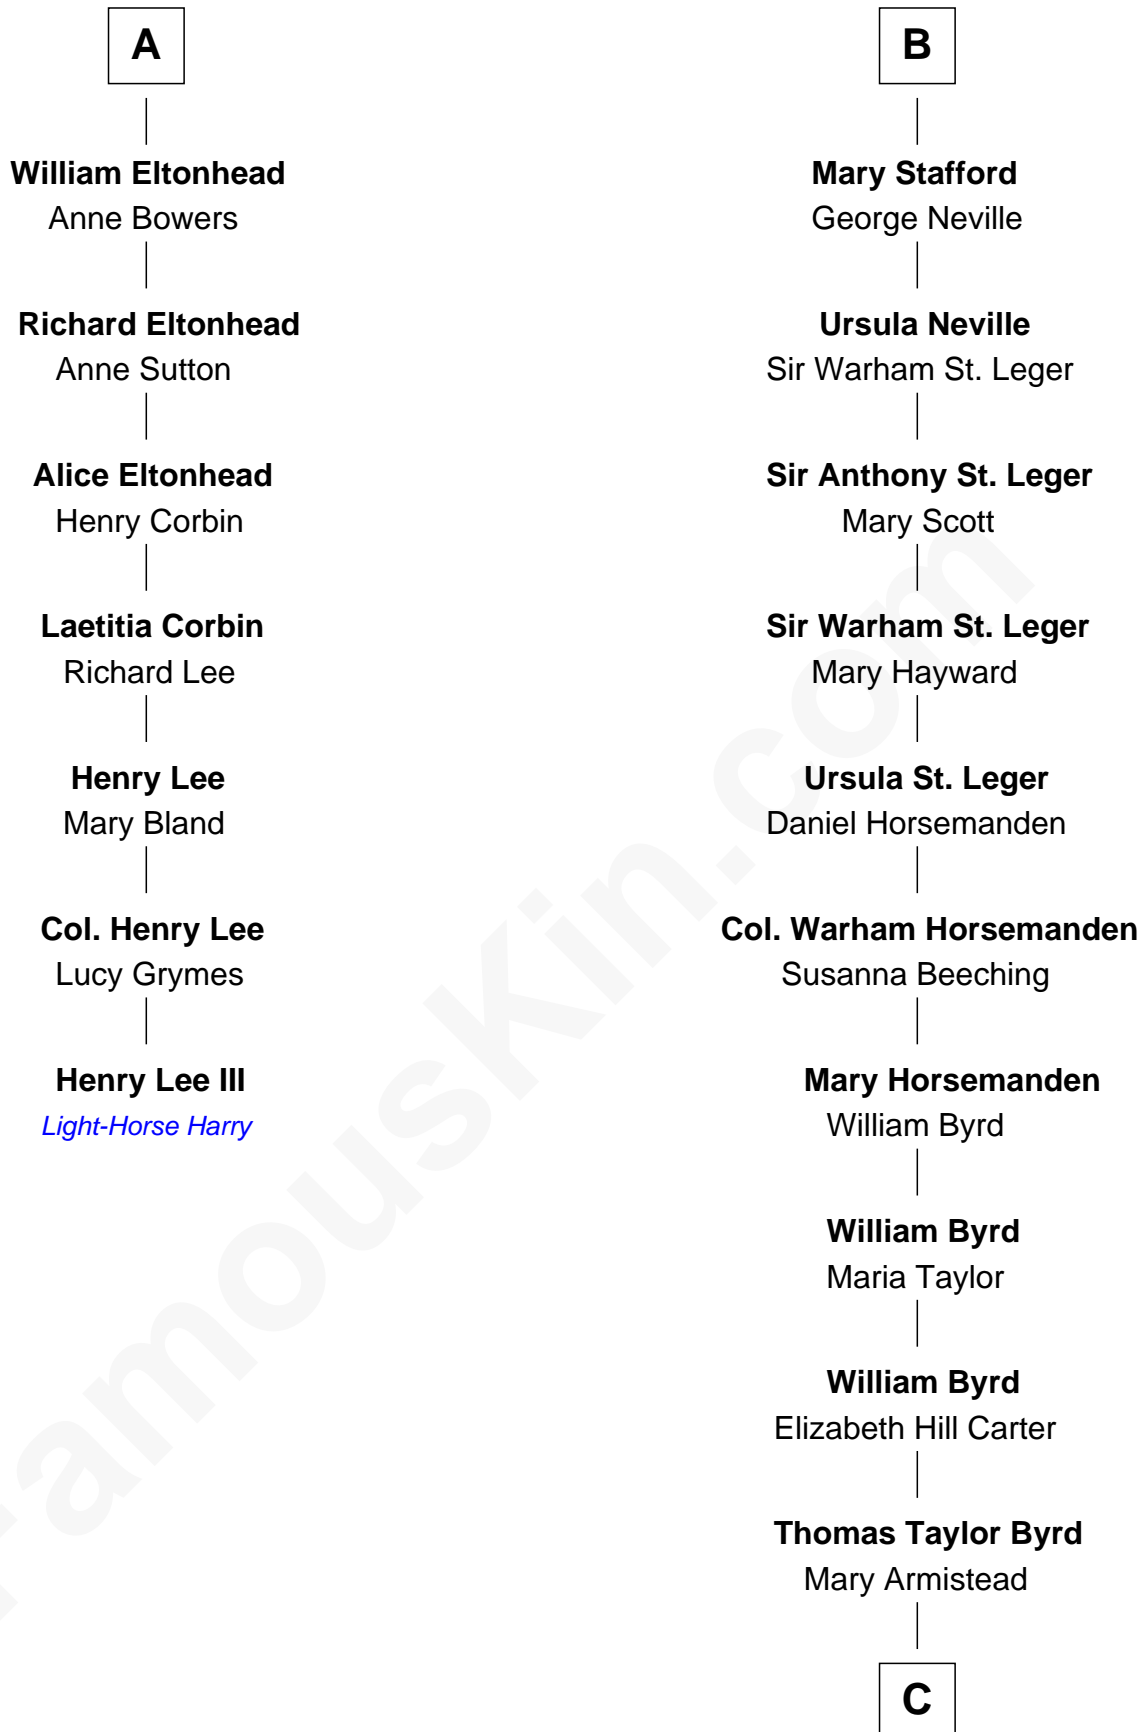 A
William Eltonhead
Anne Bowers
Richard Eltonhead
Anne Sutton
Alice Eltonhead
Henry Corbin
Laetitia Corbin
Richard Lee
Henry Lee
Mary Bland
Col. Henry Lee
Lucy Grymes
Henry Lee III
Light-Horse Harry
B
Mary Stafford
George Neville
Ursula Neville
Sir Warham St. Leger
Sir Anthony St. Leger
Mary Scott
Sir Warham St. Leger
Mary Hayward
Ursula St. Leger
Daniel Horsemanden
Col. Warham Horsemanden
Susanna Beeching
Mary Horsemanden
William Byrd
William Byrd
Maria Taylor
William Byrd
Elizabeth Hill Carter
Thomas Taylor Byrd
Mary Armistead
C
FamousKin.com